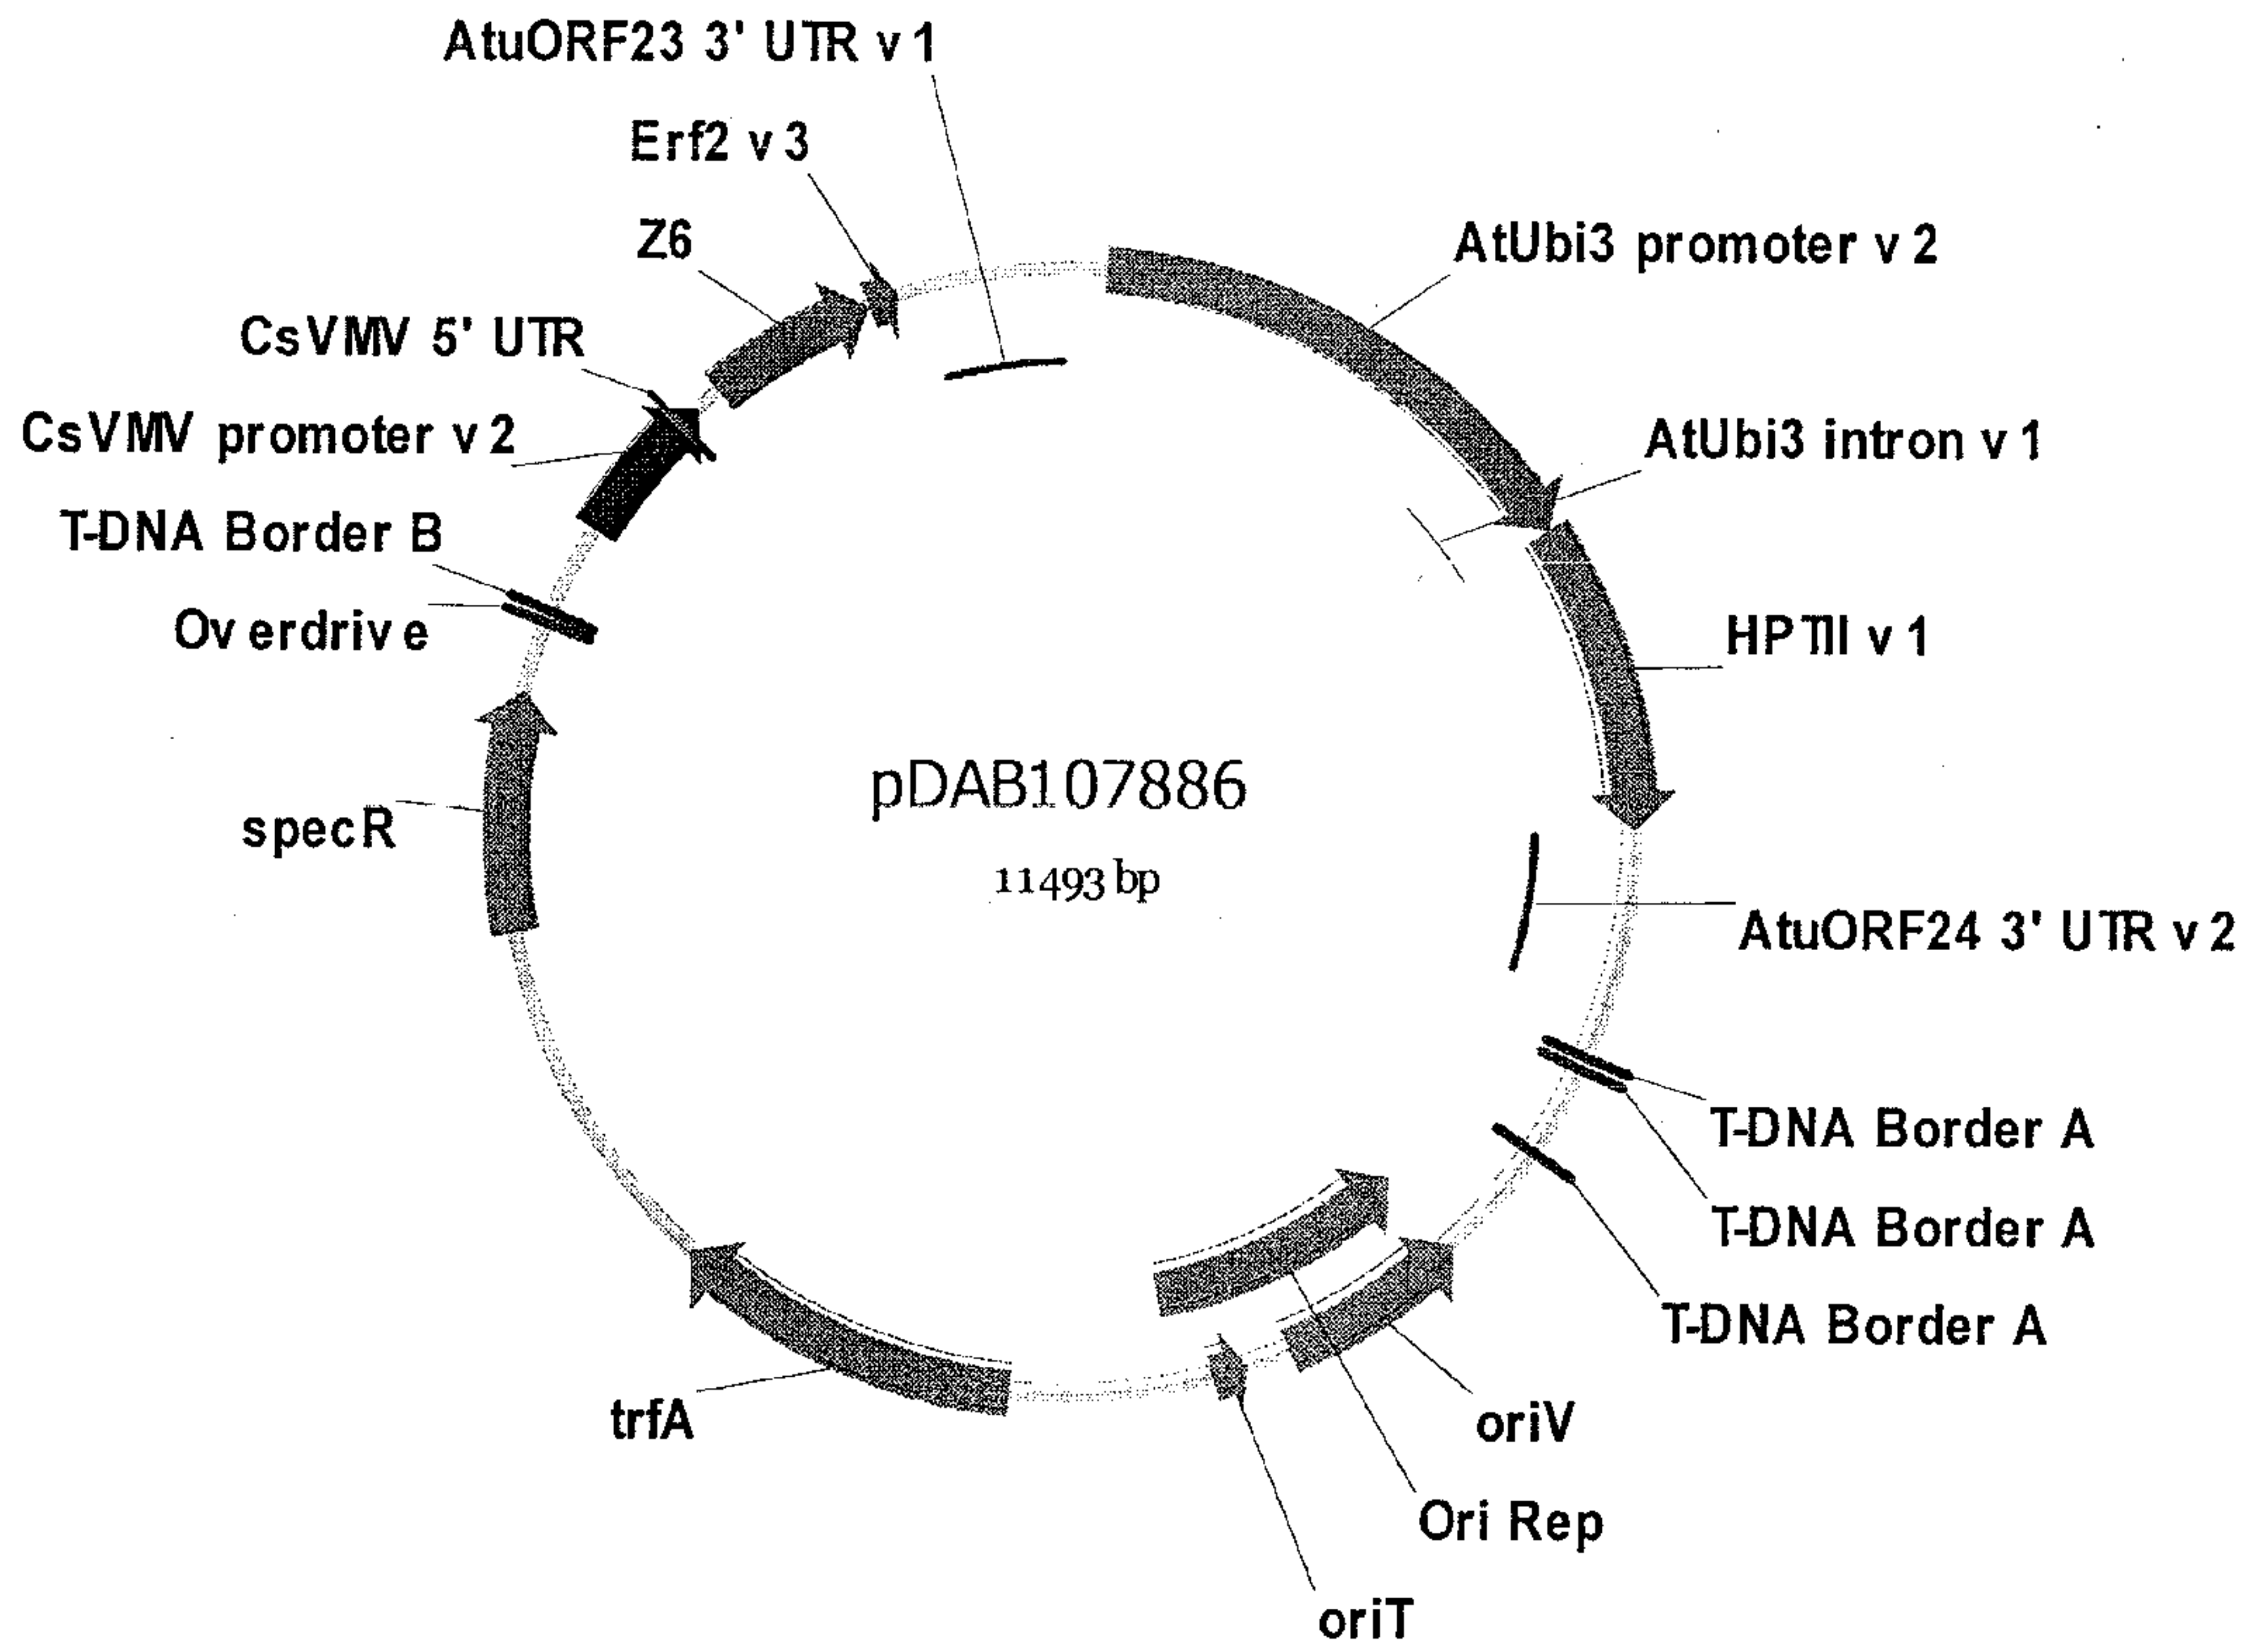 AtuORF23 3' UTR v1
Erf2 v3
Z6
AtUbi3 promoter v2
CsVMV 5' UTR
CsVMV promoter v2
AtUbi3 intron v1
T-DNA Border B
Overdrive
HPTII v1
pDAB107886
11493 bp
specR
AtuORF24 3' UTR v2
T-DNA Border A
T-DNA Border A
T-DNA Border A
trfA
oriV
Ori Rep
oriT